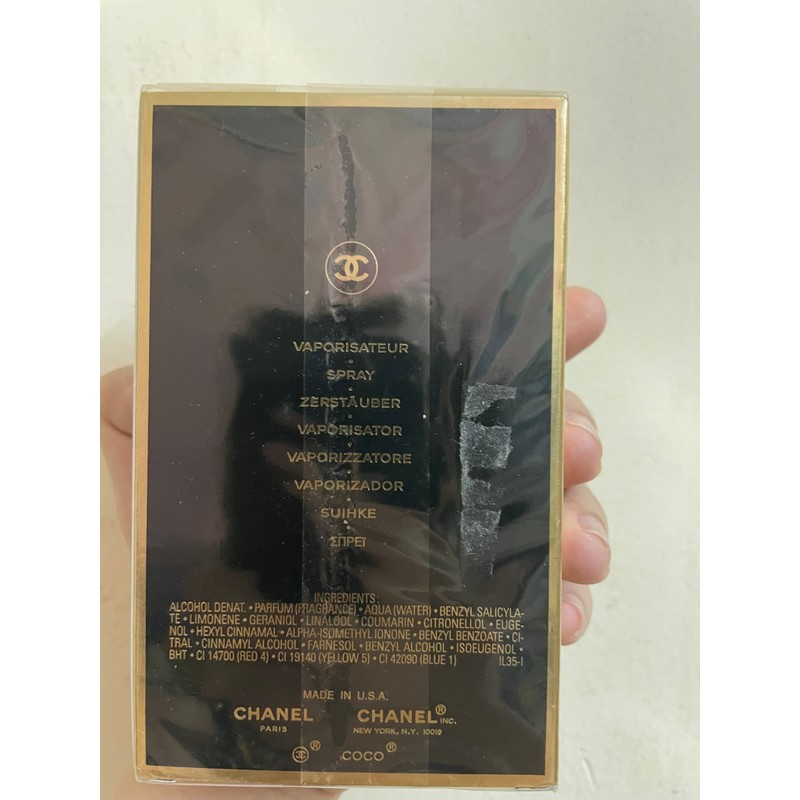 VAPORISATEUR
SPRAY
ZERSTÄUBER
VAPORISATOR
VAPORIZZATORE
VAPORIZADOR
SUIHKE
ΣΠΡΕΪ
INGREDIENTS:
ALCOHOL DENAT. • PARFUM (FRAGRANCE) • AQUA (WATER) • BENZYL SALICYLA-
TE • LIMONENE • GERANIOL • LINALOOL • COUMARIN • CITRONELLOL • EUGE-
NOL • HEXYL CINNAMAL • ALPHA-ISOMETHYL IONONE • BENZYL BENZOATE • CI-
TRAL • CINNAMYL ALCOHOL • FARNESOL • BENZYL ALCOHOL • ISOEUGENOL •
BHT • CI 14700 (RED 4) • CI 19140 (YELLOW 5) • CI 42090 (BLUE 1) IL35-I
MADE IN U.S.A.
CHANEL CHANEL® INC.
PARIS NEW YORK, N.Y. 10019
® COCO®